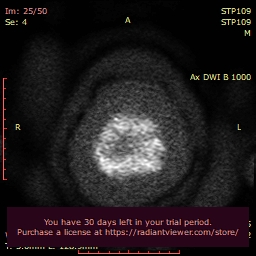 Im: 25/50
Se: 4
A
STP109
STP109
M
Ax DWI B 1000
R
L
You have 30 days left in your trial period.
Purchase a license at https://radiantviewer.com/store/